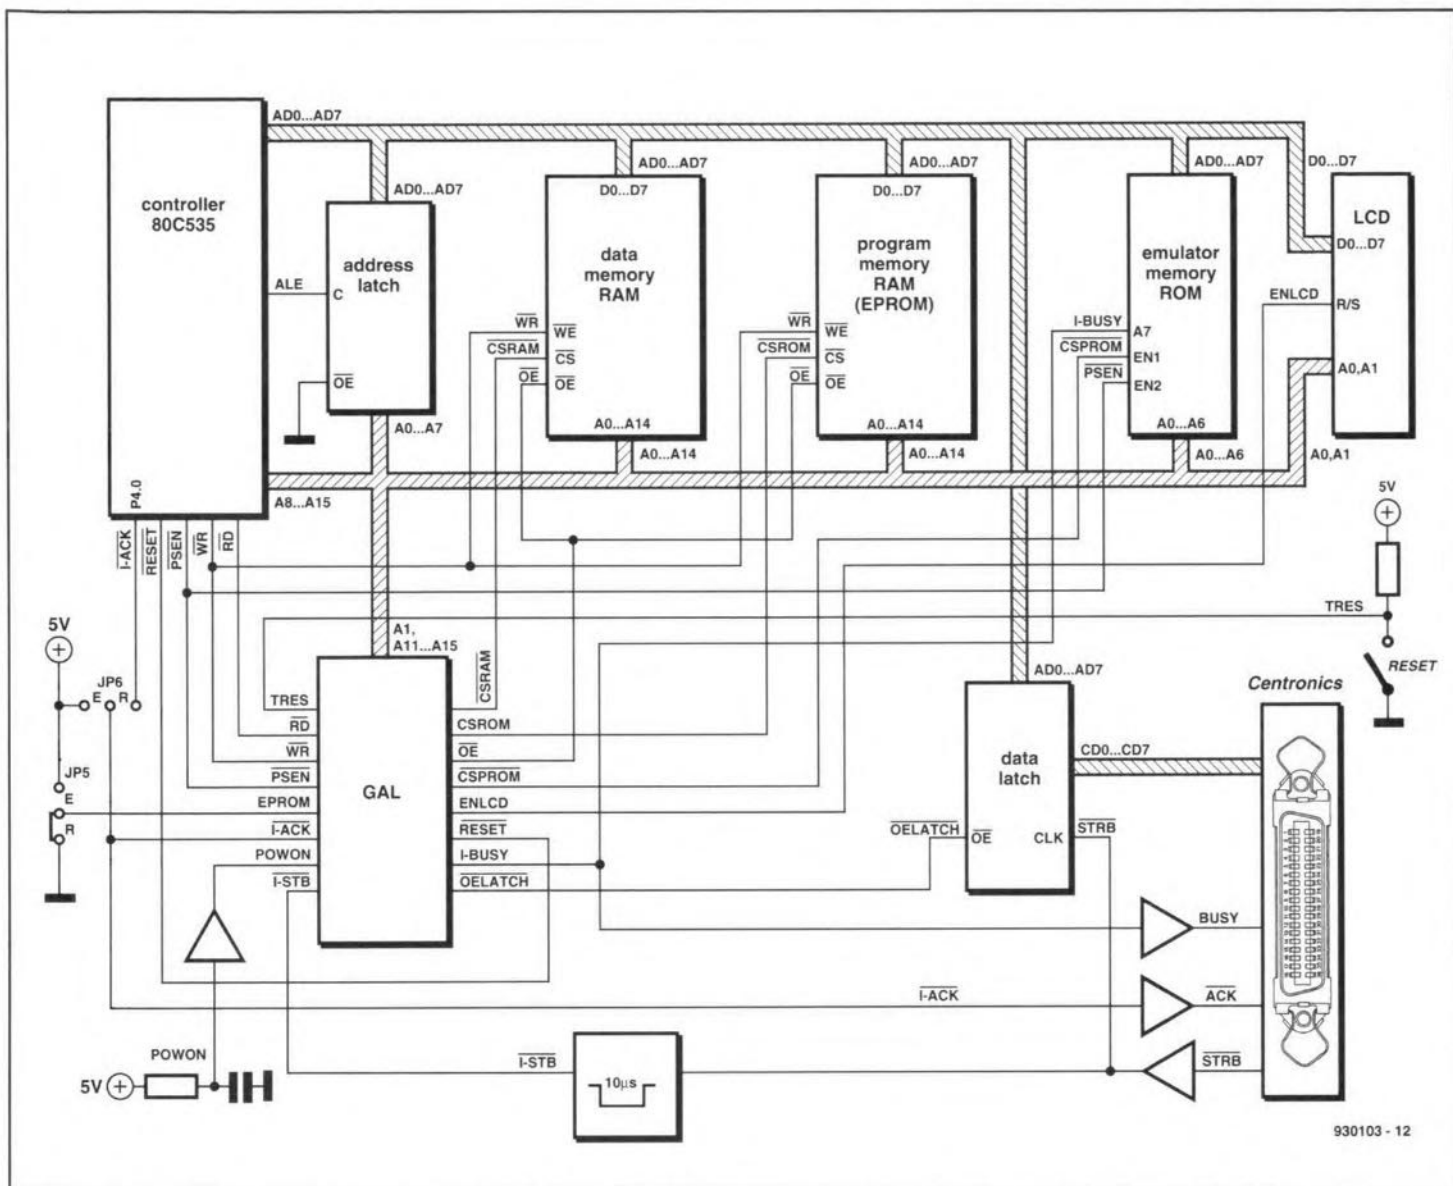 AD0...AD7
controller
80C535
ALE
P4.0
A8...A15
I-ACK
RESET
PSEN
WR
RD
AD0...AD7
address
latch
C
OE
A0...A7
AD0...AD7
D0...D7
data
memory
RAM
WR
WE
CSRAM
CS
OE
OE
A0...A14
A0...A14
AD0...AD7
D0...D7
program
memory
RAM
(EPROM)
WR
WE
CSROM
CS
OE
OE
A0...A14
A0...A14
AD0...AD7
emulator
memory
ROM
I-BUSY
A7
CSPROM
EN1
PSEN
EN2
A0...A6
A0...A6
D0...D7
LCD
D0...D7
ENLCD
R/S
A0,A1
A0,A1
5V
TRES
RESET
5V
JP6
E
R
JP5
E
R
A1,
A11...A15
CSRAM
TRES
RD
WR
PSEN
EPROM
I-ACK
POWON
I-STB
GAL
CSROM
OE
CSPROM
ENLCD
RESET
I-BUSY
OELATCH
AD0...AD7
data
latch
OELATCH
OE
CLK
STRB
CD0...CD7
Centronics
BUSY
I-ACK
ACK
STRB
POWON
5V
I-STB
10µs
930103 - 12